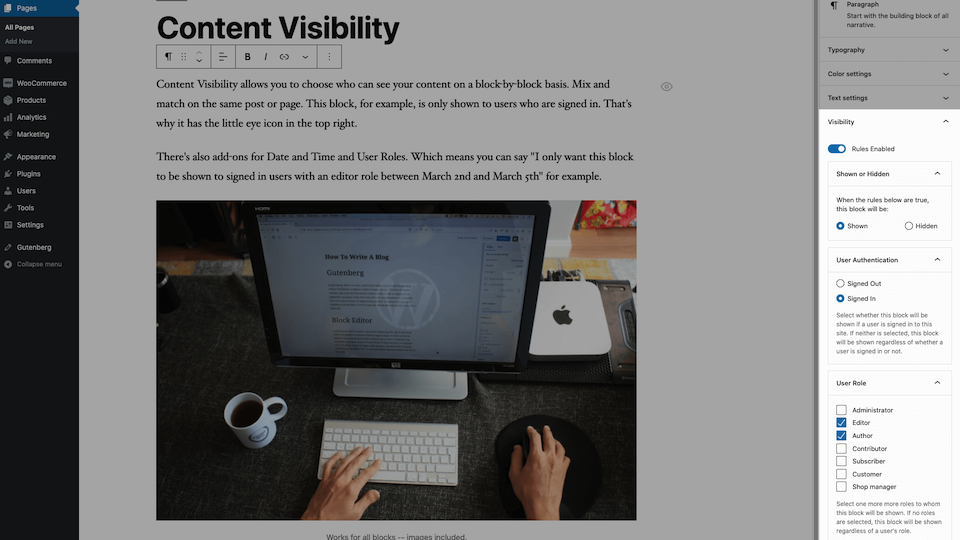 Pages
All Pages
Add New
Comments
WooCommerce
Products
Analytics
Marketing
Appearance
Plugins
Users
Tools
Settings
Gutenberg
Collapse menu
Content Visibility
B I
Content Visibility allows you to choose who can see your content on a block-by-block basis. Mix and
match on the same post or page. This block, for example, is only shown to users who are signed in. That's
why it has the little eye icon in the top right.
There's also add-ons for Date and Time and User Roles. Which means you can say "I only want this block
to be shown to signed in users with an editor role between March 2nd and March 5th" for example.
HDMI
How To Write A Blog
Gutenberg
Block Editor
Works for all blocks -- images included.
Paragraph
Start with the building block of all
narrative.
Typography
Color settings
Text settings
Visibility
Rules Enabled
Shown or Hidden
When the rules below are true,
this block will be:
Shown Hidden
User Authentication
Signed Out
Signed In
Select whether this block will be
shown if a user is signed in to this
site. If neither is selected, this block
will be shown regardless of whether a
user is signed in or not.
User Role
Administrator
Editor
Author
Contributor
Subscriber
Customer
Shop manager
Select one more more roles to whom
this block will be shown. If no roles
are selected, this block will be shown
regardless of a user's role.